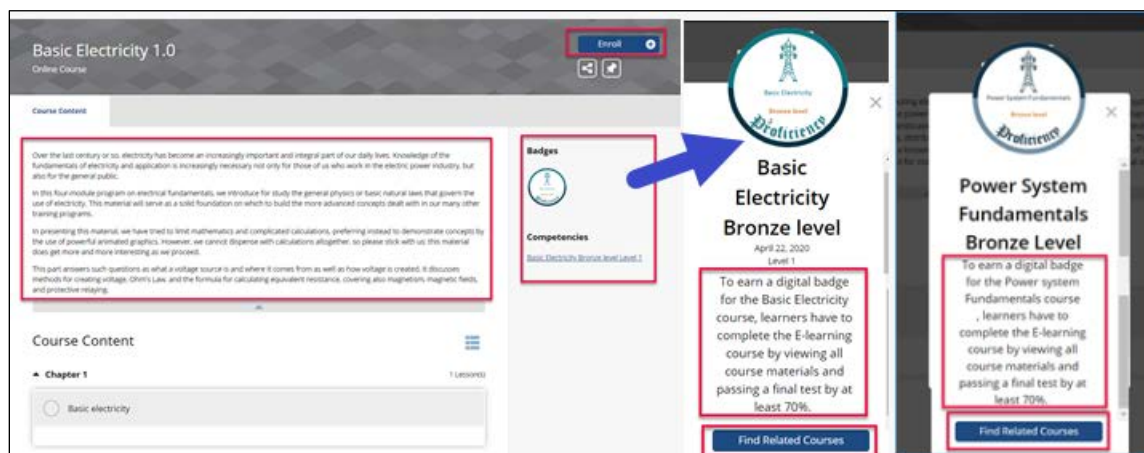 Basic Electricity 1.0
Online Course
Enroll
Course Content
Over the last century or so, electricity has become an increasingly important and integral part of our daily lives. Knowledge of the
fundamentals of electricity and application is increasingly necessary not only for those of us who work in the electric power industry, but
also for the general public.
In this four-module program on electrical fundamentals, we introduce for study the general physics or basic natural laws that govern the
use of electricity. This material will serve as a solid foundation on which to build the more advanced concepts dealt with in our many other
training programs.
In presenting this material, we have tried to limit mathematics and complicated calculations, preferring instead to demonstrate concepts by
the use of powerful animated graphics. However, we cannot dispense with calculations altogether, so please stick with us: this material
does get more and more interesting as we proceed.
This part answers such questions as what a voltage source is and where it comes from as well as how voltage is created. It discusses
methods for creating voltage, Ohm's Law, and the formula for calculating equivalent resistance, covering also magnetism, magnetic fields,
and protective relaying.
Course Content
Chapter 1
1 Lesson(s)
Basic electricity
Badges
Competencies
Basic Electricity Bronze level Level 1
Basic Electricity
Bronze level
Proficiency
Basic
Electricity
Bronze level
April 22, 2020
Level 1
To earn a digital badge
for the Basic Electricity
course, learners have to
complete the E-learning
course by viewing all
course materials and
passing a final test by at
least 70%.
Find Related Courses
Power System Fundamentals
Bronze level
Proficiency
Power System
Fundamentals
Bronze Level
To earn a digital badge
for the Power system
Fundamentals course
, learners have to
complete the E-learning
course by viewing all
course materials and
passing a final test by at
least 70%.
Find Related Courses